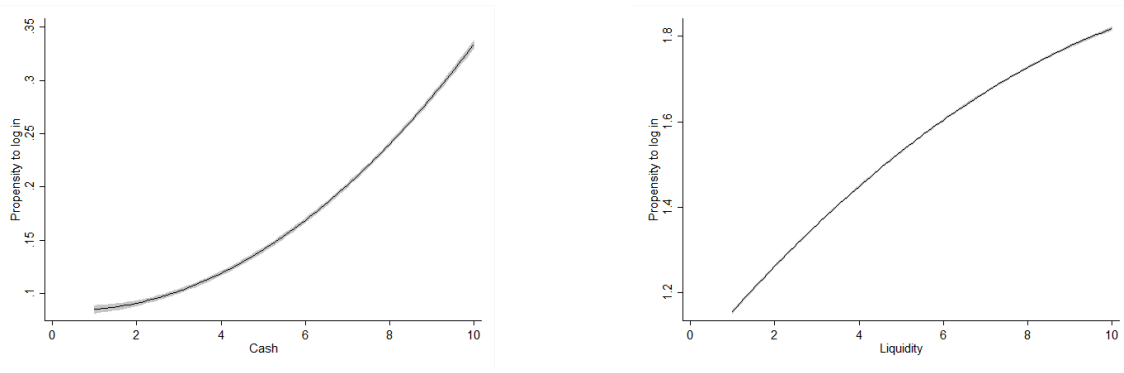 Propensity to log in
.1 .15 .2 .25 .3 .35
0 2 4 6 8 10
Cash
Propensity to log in
1.2 1.4 1.6 1.8
0 2 4 6 8 10
Liquidity